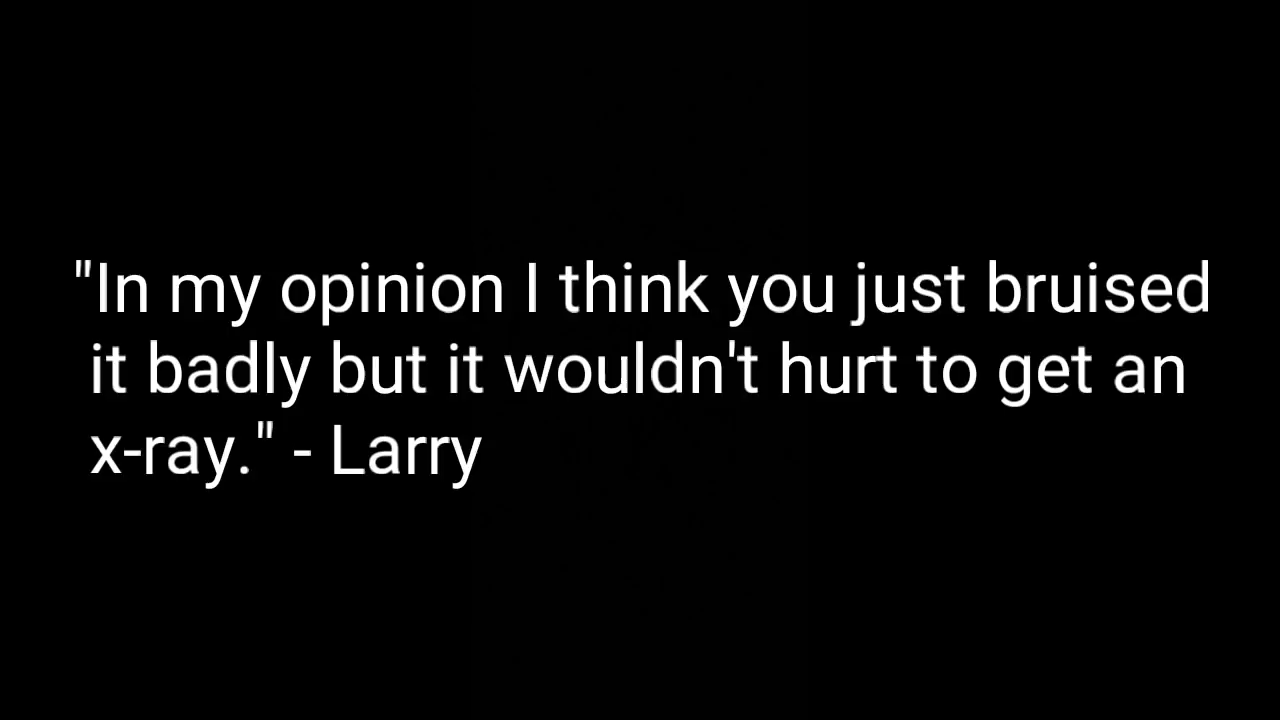 "In my opinion I think you just bruised
it badly but it wouldn't hurt to get an
x-ray." - Larry